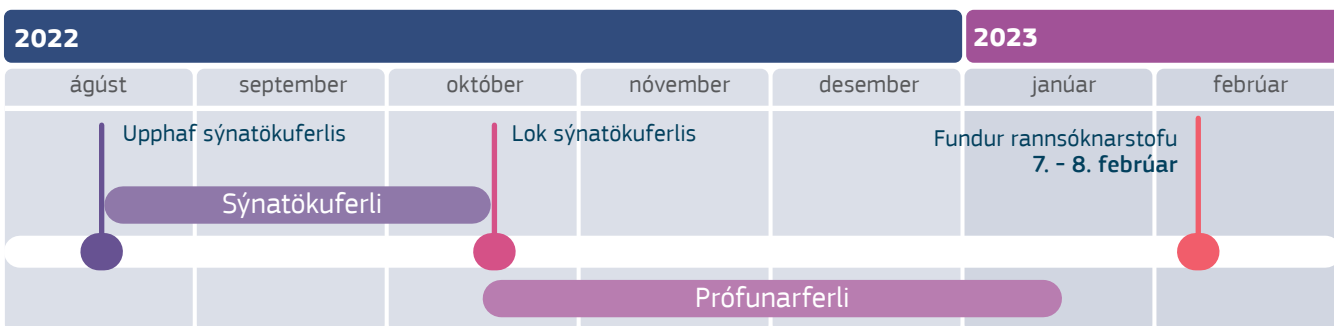 2022
2023
ágúst
september
október
nóvember
desember
janúar
febrúar
Upphaf sýnatökuferlis
Lok sýnatökuferlis
Fundur rannsóknarstofu
7. - 8. febrúar
Sýnatökuferli
Prófunarferli